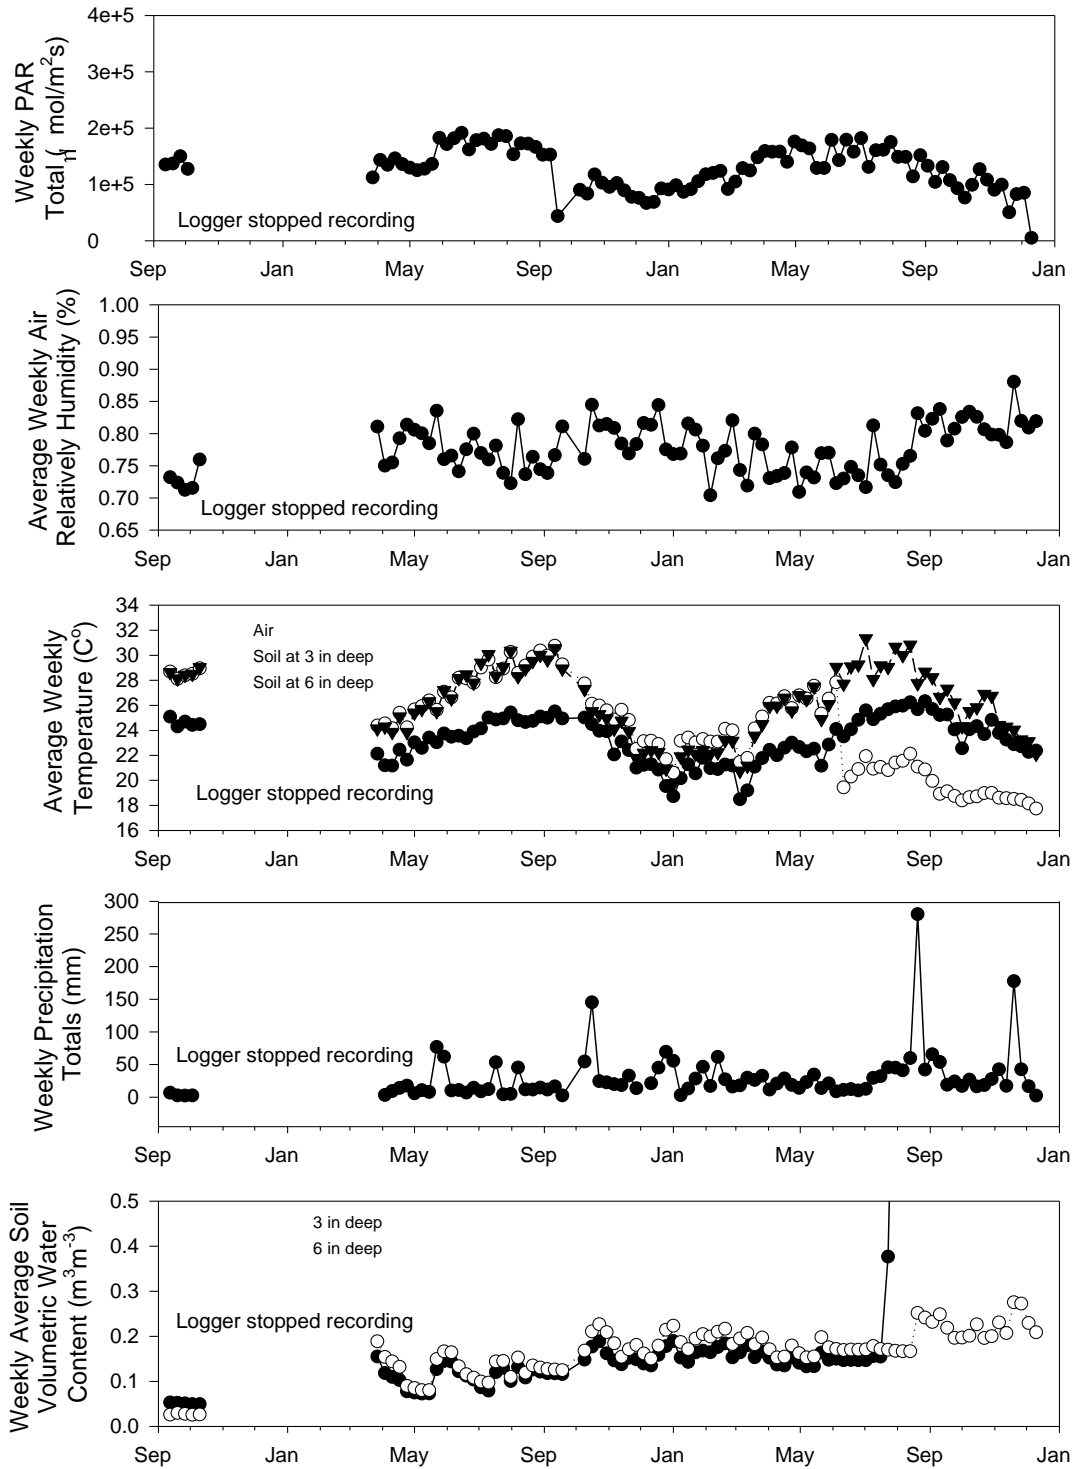 Weekly PAR
Total ( mol/m²s)
4e+5
3e+5
2e+5
1e+5
0
Logger stopped recording
Sep Jan May Sep Jan May Sep Jan
Average Weekly Air
Relatively Humidity (%)
1.00
0.95
0.90
0.85
0.80
0.75
0.70
0.65
Logger stopped recording
Sep Jan May Sep Jan May Sep Jan
Average Weekly
Temperature (Cº)
34
32
30
28
26
24
22
20
18
16
Air
Soil at 3 in deep
Soil at 6 in deep
Logger stopped recording
Sep Jan May Sep Jan May Sep Jan
Weekly Precipitation
Totals (mm)
300
250
200
150
100
50
0
Logger stopped recording
Sep Jan May Sep Jan May Sep Jan
Weekly Average Soil
Volumetric Water
Content (m³m⁻³)
0.5
0.4
0.3
0.2
0.1
0.0
3 in deep
6 in deep
Logger stopped recording
Sep Jan May Sep Jan May Sep Jan